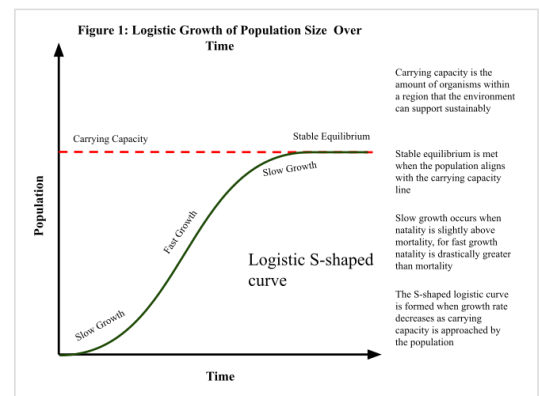 Figure 1: Logistic Growth of Population Size Over
Time
Carrying capacity is the
amount of organisms within
a region that the environment
can support sustainably
Carrying Capacity
Stable Equilibrium
Slow Growth
Stable equilibrium is met
when the population aligns
with the carrying capacity
line
Population
Fast Growth
Slow growth occurs when
natality is slightly above
mortality, for fast growth
natality is drastically greater
than mortality
Logistic S-shaped
curve
Slow Growth
The S-shaped logistic curve
is formed when growth rate
decreases as carrying
capacity is approached by
the population
Time